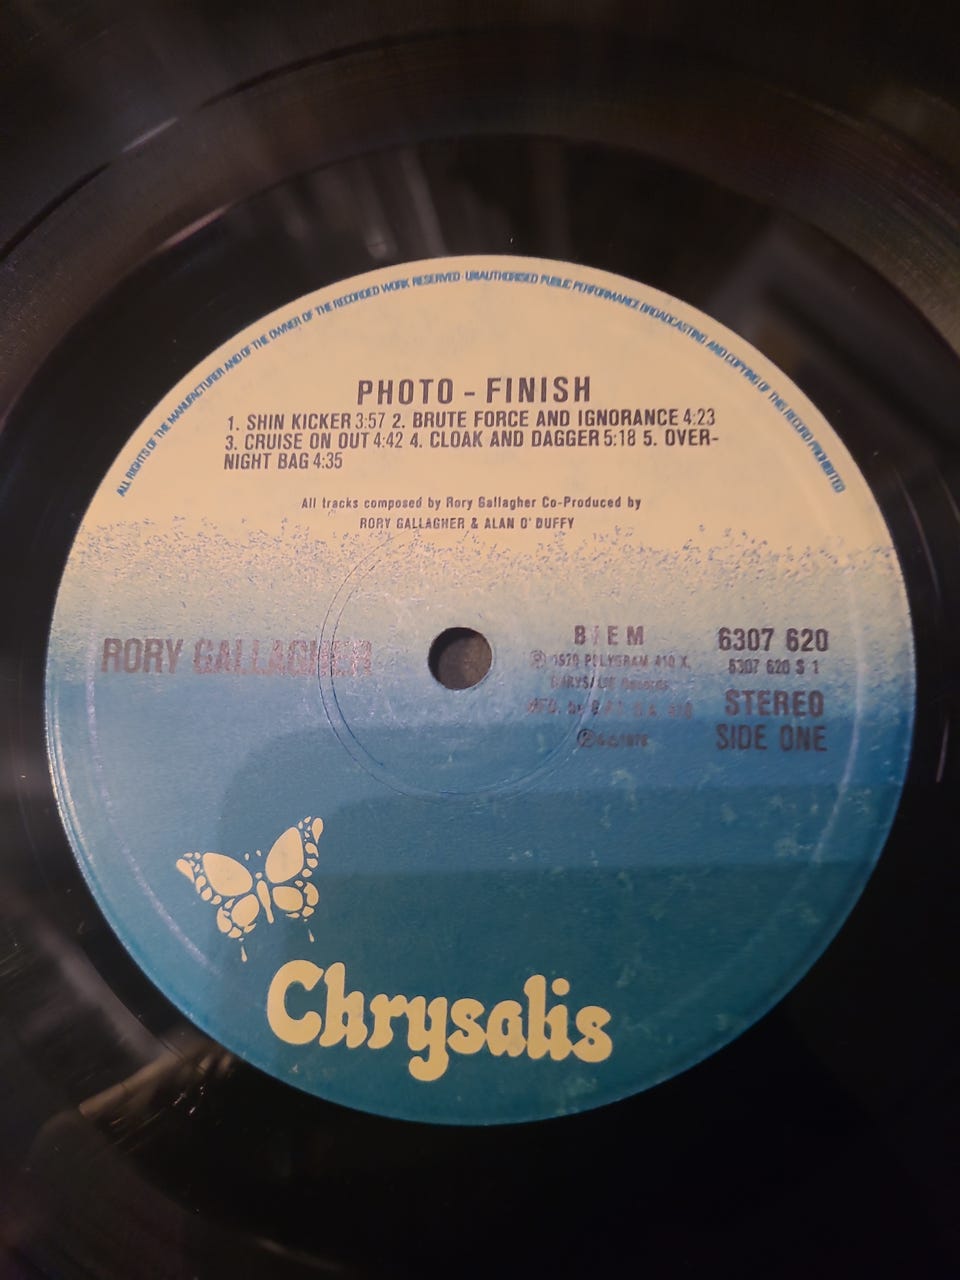 ALL RIGHTS OF THE MANUFACTURER AND OF THE OWNER OF THE RECORDED WORK RESERVED · UNAUTHORISED PUBLIC PERFORMANCE BROADCASTING AND COPYING OF THIS RECORD PROHIBITED
PHOTO - FINISH
1. SHIN KICKER 3:57 2. BRUTE FORCE AND IGNORANCE 4:23
3. CRUISE ON OUT 4:42 4. CLOAK AND DAGGER 5:18 5. OVER-
NIGHT BAG 4:35
All tracks composed by Rory Gallagher Co-Produced by
RORY GALLAGHER & ALAN O' DUFFY
RORY GALLAGHER
BIEM
POLYGRAM
CHRYSALIS Records
6307 620
6307 620 S 1
STEREO
SIDE ONE
Chrysalis